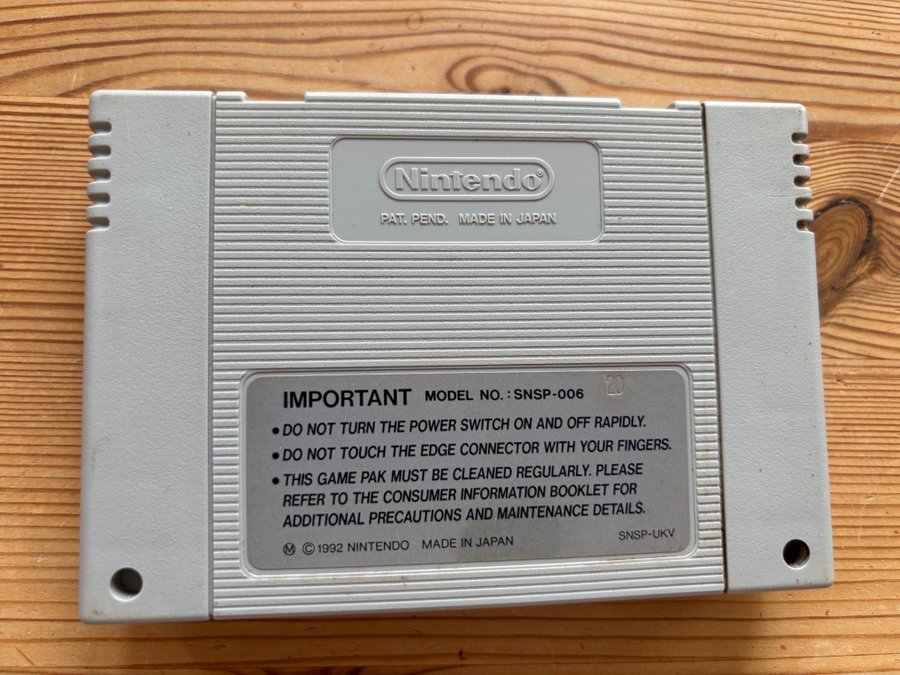 Nintendo®
PAT. PEND. MADE IN JAPAN
IMPORTANT MODEL NO.: SNSP-006
20
• DO NOT TURN THE POWER SWITCH ON AND OFF RAPIDLY.
• DO NOT TOUCH THE EDGE CONNECTOR WITH YOUR FINGERS.
• THIS GAME PAK MUST BE CLEANED REGULARLY. PLEASE
REFER TO THE CONSUMER INFORMATION BOOKLET FOR
ADDITIONAL PRECAUTIONS AND MAINTENANCE DETAILS.
Ⓜ © 1992 NINTENDO MADE IN JAPAN SNSP-UKV